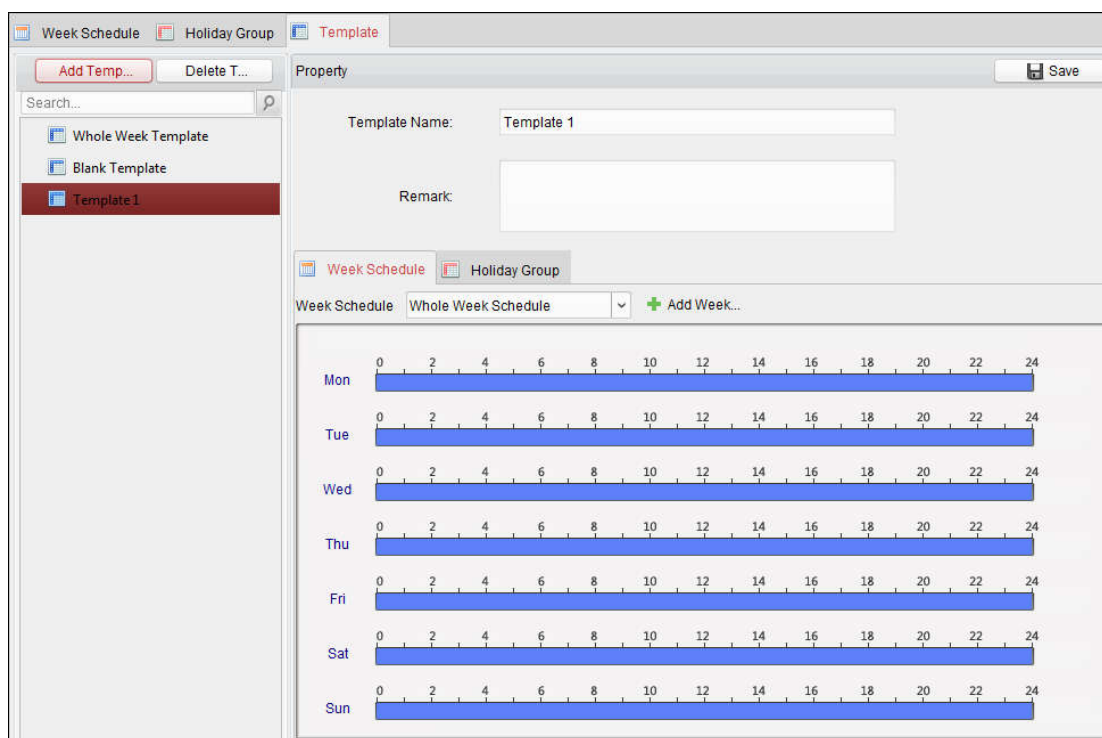 Week Schedule Holiday Group Template
Add Temp... Delete T...
Property Save
Search...
Whole Week Template
Blank Template
Template 1
Template Name: Template 1
Remark:
Week Schedule Holiday Group
Week Schedule Whole Week Schedule Add Week...
0 2 4 6 8 10 12 14 16 18 20 22 24
Mon
0 2 4 6 8 10 12 14 16 18 20 22 24
Tue
0 2 4 6 8 10 12 14 16 18 20 22 24
Wed
0 2 4 6 8 10 12 14 16 18 20 22 24
Thu
0 2 4 6 8 10 12 14 16 18 20 22 24
Fri
0 2 4 6 8 10 12 14 16 18 20 22 24
Sat
0 2 4 6 8 10 12 14 16 18 20 22 24
Sun